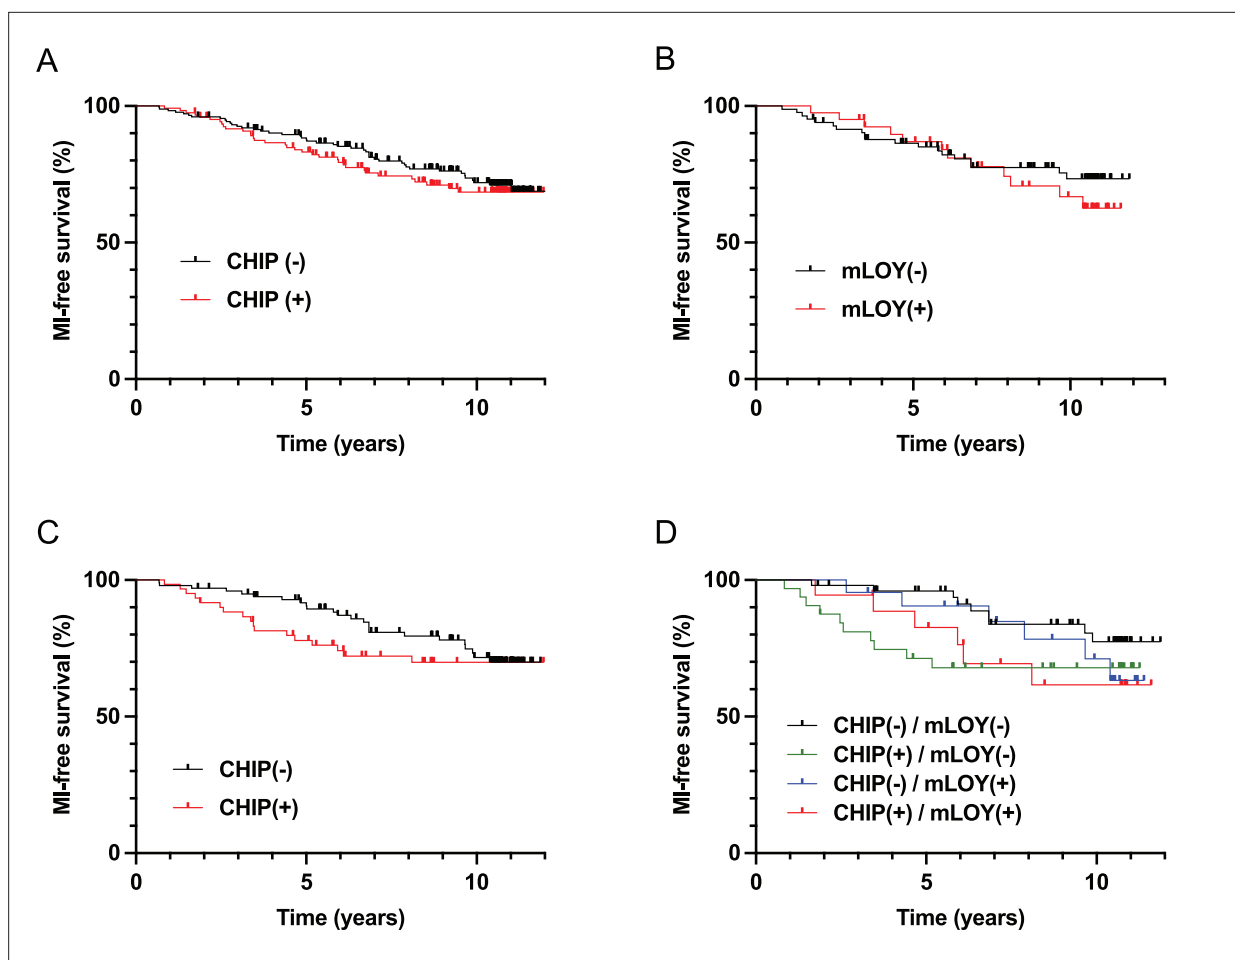 A
100
50
0
MI-free survival (%)
CHIP (-)
CHIP (+)
0 5 10
Time (years)
B
100
50
0
MI-free survival (%)
mLOY(-)
mLOY(+)
0 5 10
Time (years)
C
100
50
0
MI-free survival (%)
CHIP(-)
CHIP(+)
0 5 10
Time (years)
D
100
50
0
MI-free survival (%)
CHIP(-) / mLOY(-)
CHIP(+) / mLOY(-)
CHIP(-) / mLOY(+)
CHIP(+) / mLOY(+)
0 5 10
Time (years)